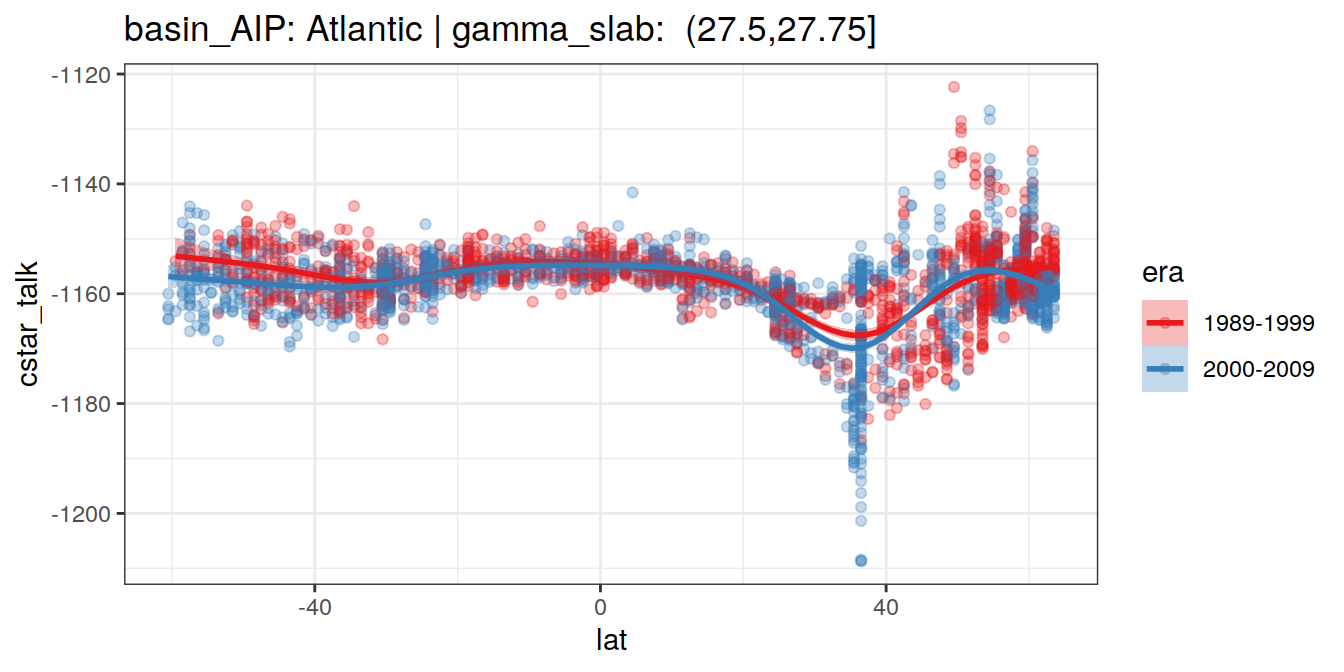 basin_AIP: Atlantic | gamma_slab:  (27.5,27.75]
-1120
-1140
-1160
-1180
-1200
cstar_talk
-40
0
40
lat
era
1989-1999
2000-2009